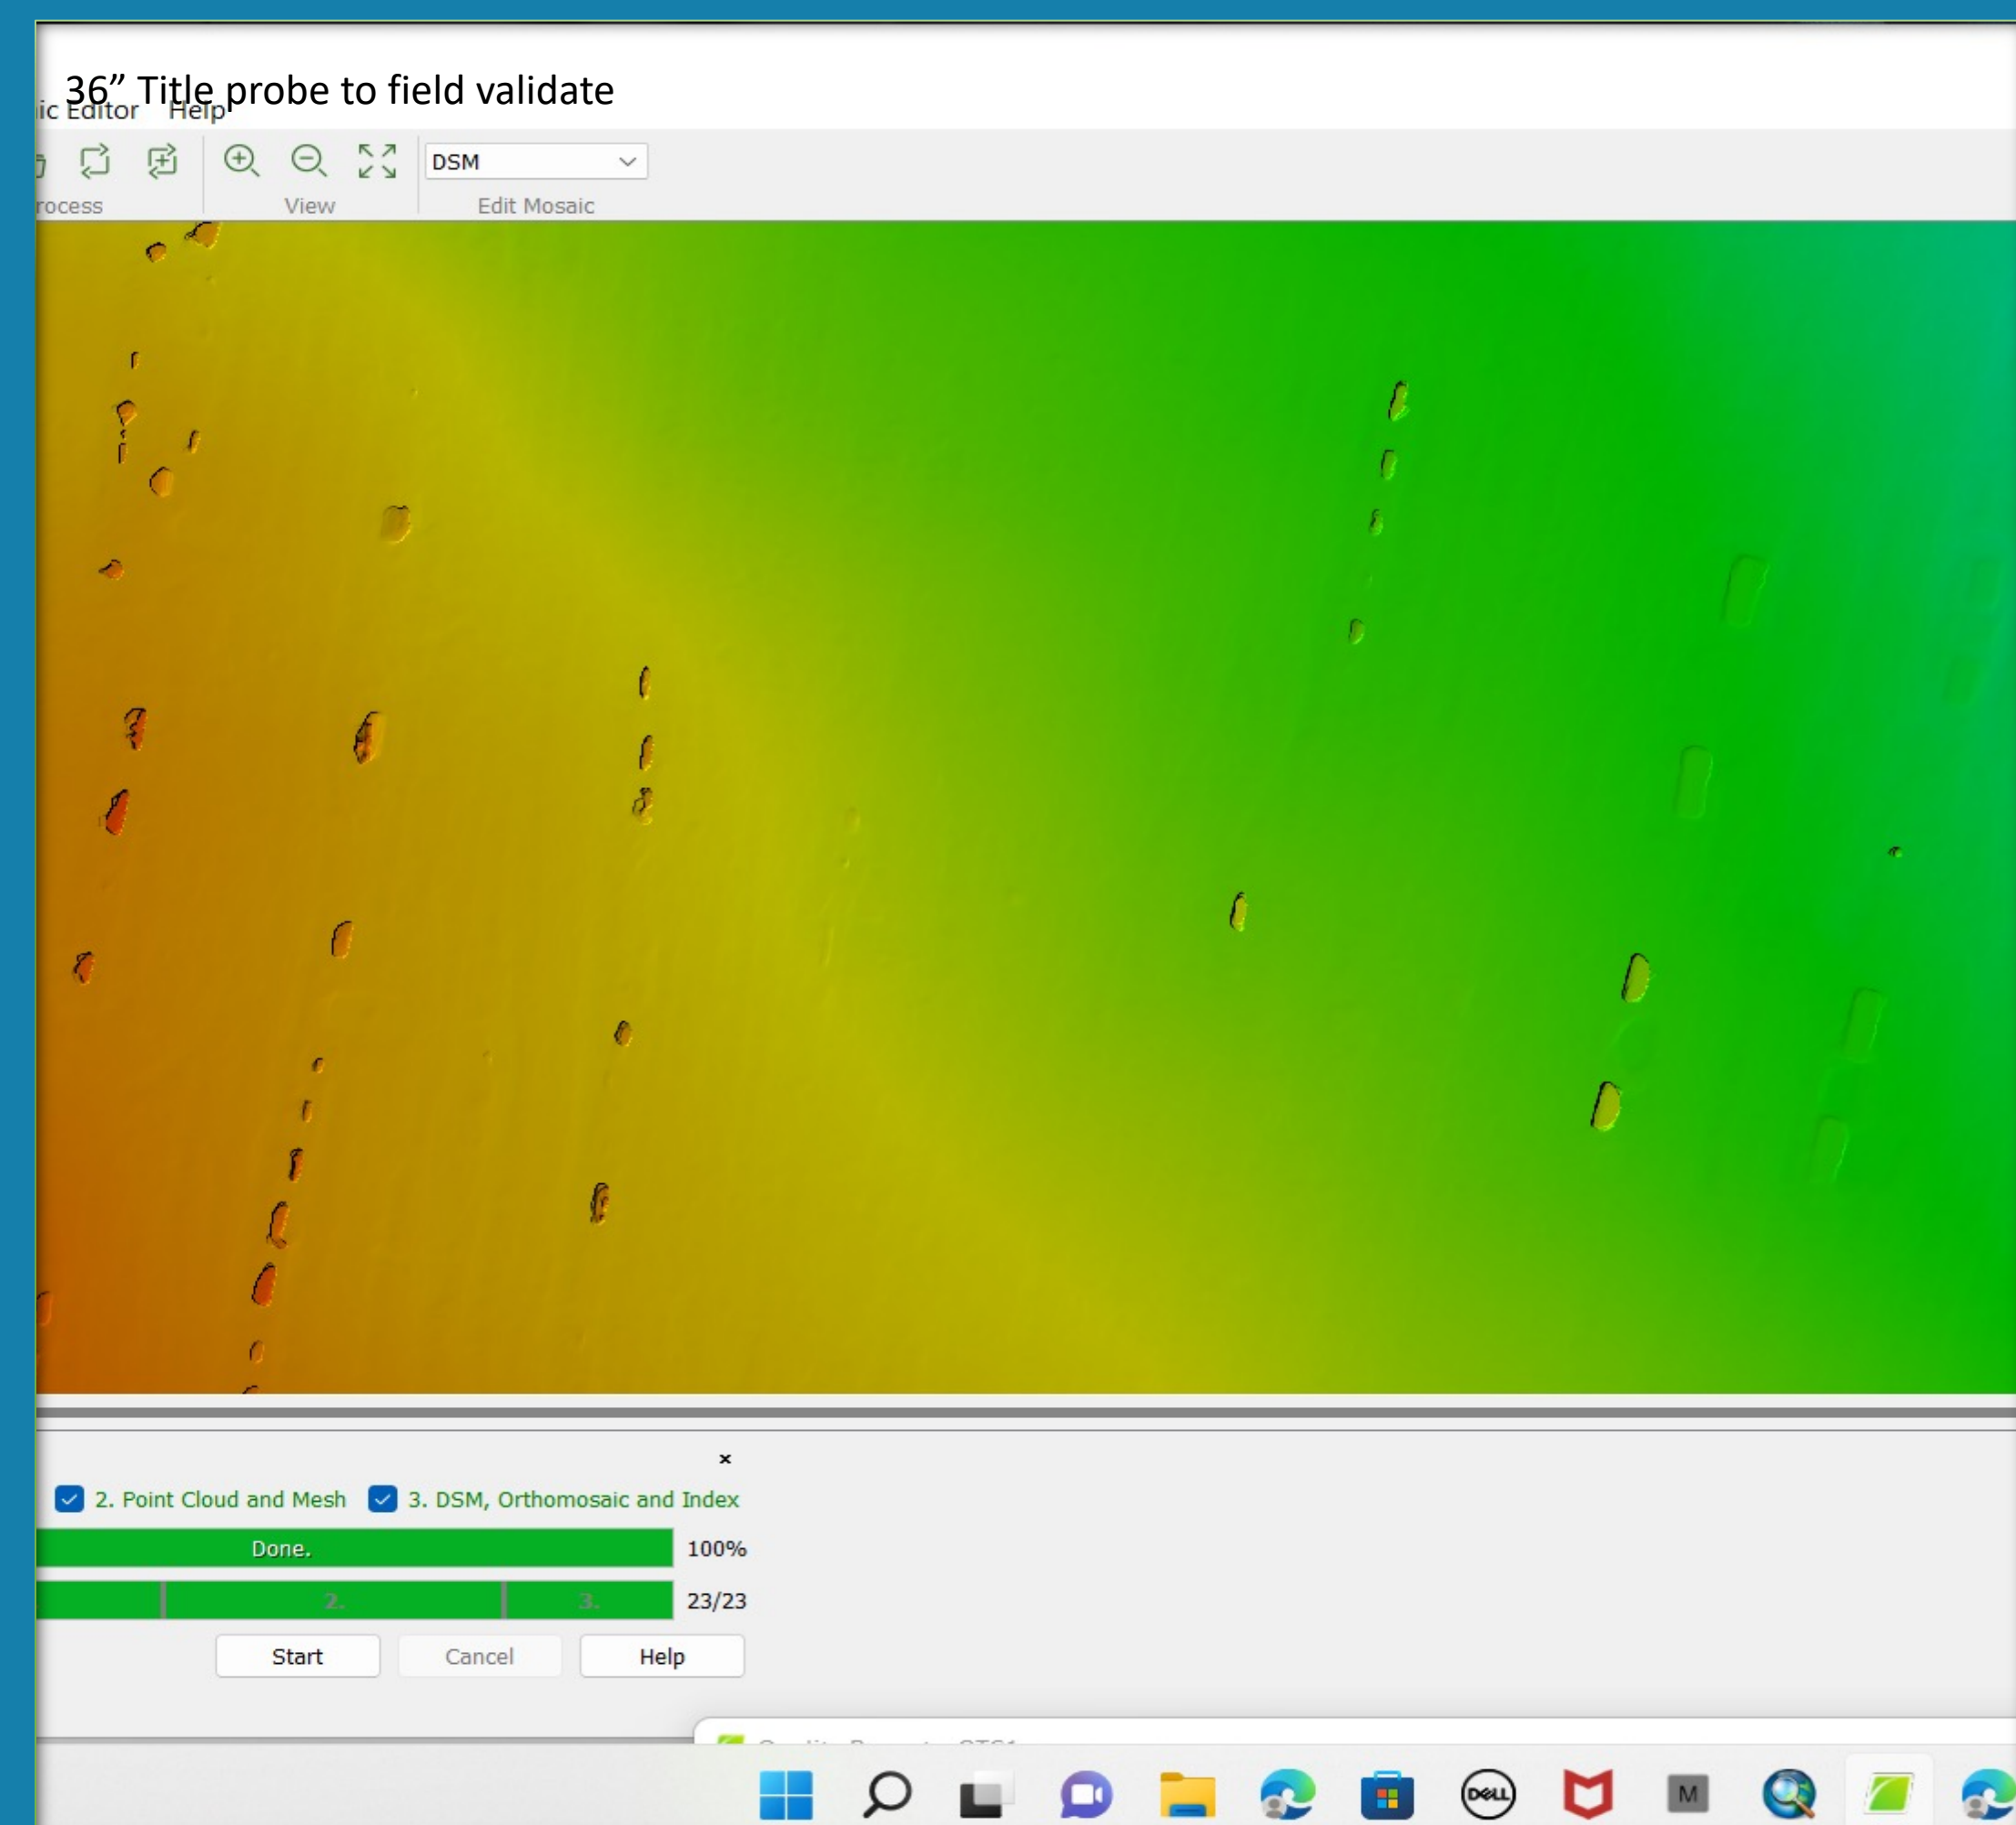 36” Title probe to field validate
ic Editor Help
DSM
rocess View Edit Mosaic
x
2. Point Cloud and Mesh 3. DSM, Orthomosaic and Index
Done. 100%
2. 3. 23/23
Start Cancel Help
DELL
M